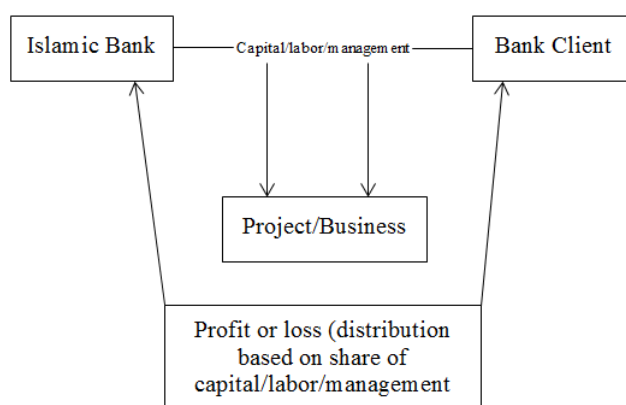 Islamic Bank
Capital/labor/management
Bank Client
Project/Business
Profit or loss (distribution
based on share of
capital/labor/management